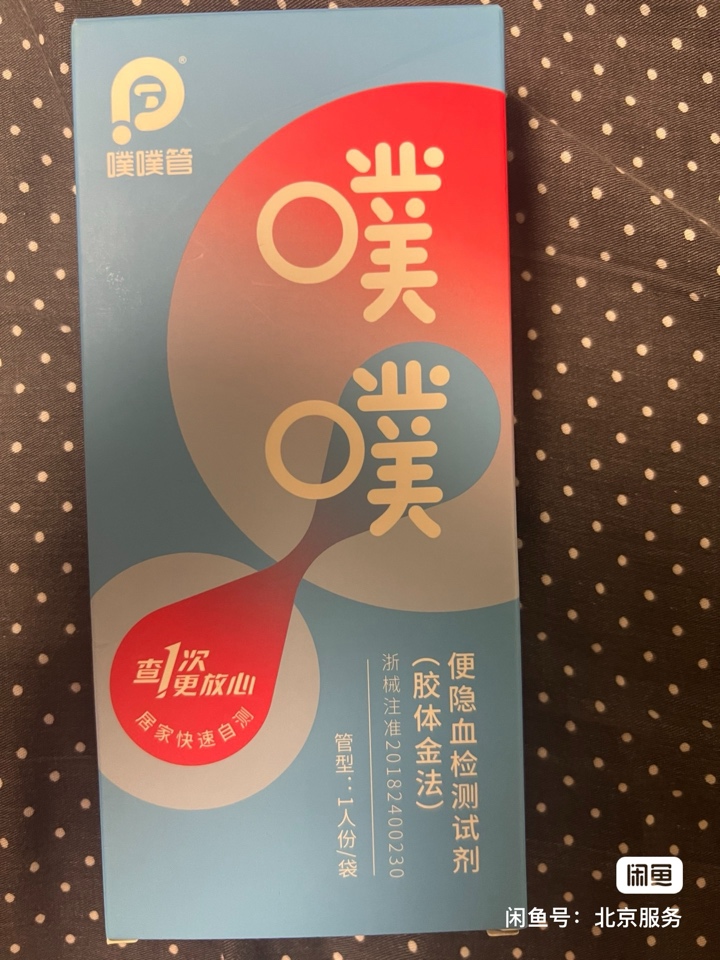 噗噗管
噗
噗
查1次
更放心
居家快速自测
便隐血检测试剂
（胶体金法）
浙械注准20182400230
管型：1人份/袋
闲鱼
闲鱼号：北京服务